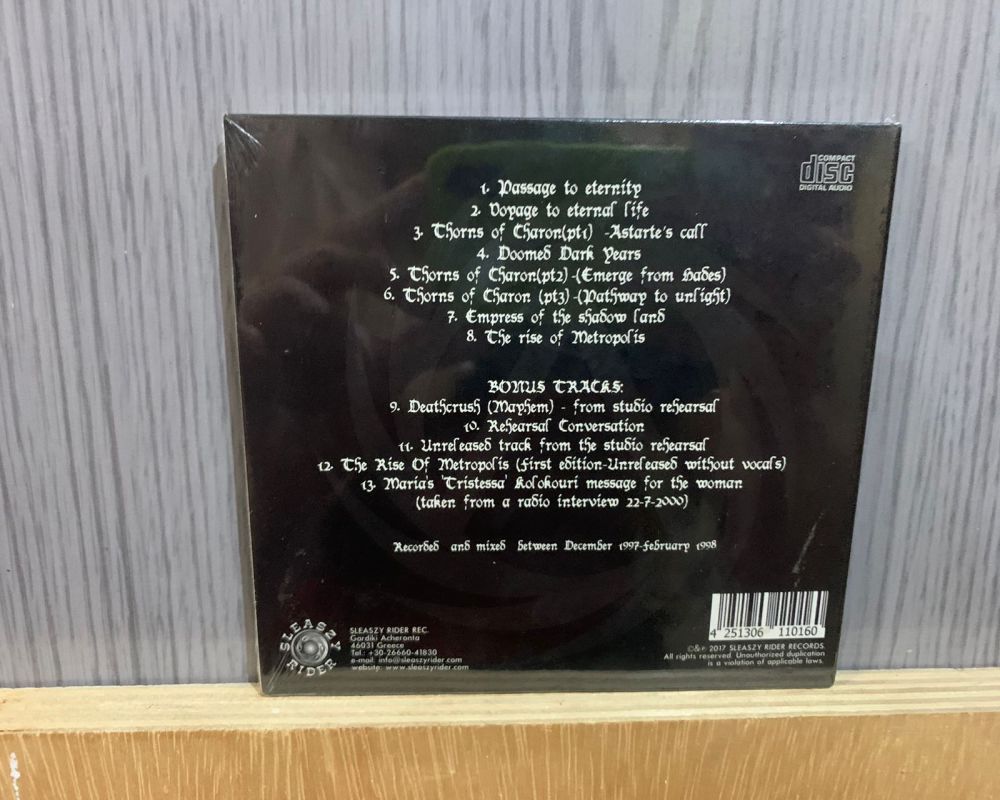 COMPACT
disc
DIGITAL AUDIO
1. Passage to eternity
2. Voyage to eternal life
3. Thorns of Charon(pt1) -Astarte's call
4. Doomed Dark Years
5. Thorns of Charon(pt2)-(Emerge from Hades)
6. Thorns of Charon (pt3)-(Pathway to unlight)
7. Empress of the shadow land
8. The rise of Metropolis
BONUS TRACKS:
9. Deathcrush (Mayhem) - from studio rehearsal
10. Rehearsal Conversation
11. Unreleased track from the studio rehearsal
12. The Rise Of Metropolis (first edition-Unreleased without vocals)
13. Maria's 'Tristessa' Kolokouri message for the woman
(taken from a radio interview 22-7-2000)
Recorded and mixed between December 1997-february 1998
SLEASZY RIDER
SLEASZY RIDER REC.
Gardiki Acheronta
46031 Greece
Tel.: +30-26660-41830
e-mail: info@sleaszyrider.com
website: www.sleaszyrider.com
4 251306 110160
©&℗ 2017 SLEASZY RIDER RECORDS.
All rights reserved. Unauthorized duplication
is a violation of applicable laws.